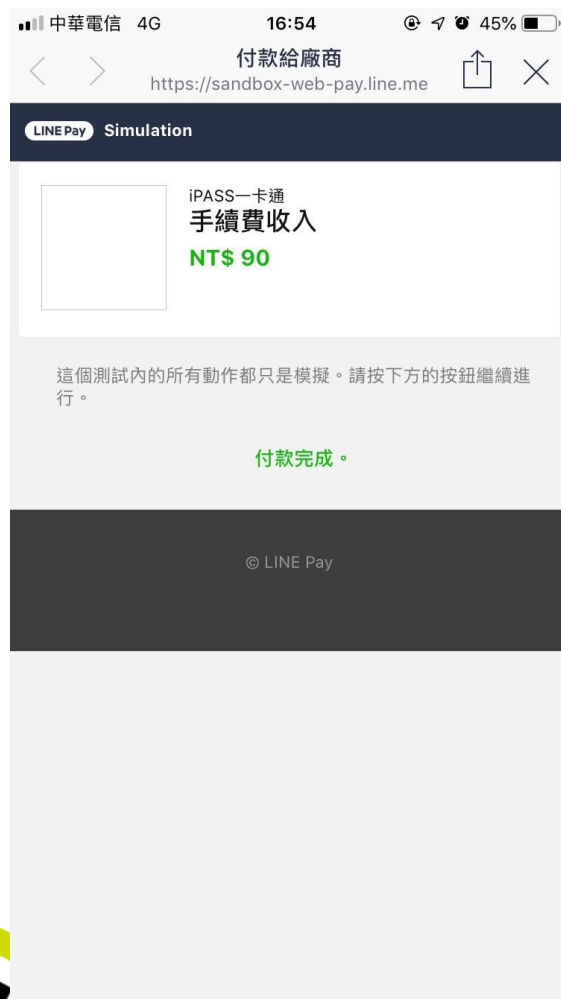 中華電信 4G 16:54 45%
付款給廠商
https://sandbox-web-pay.line.me
LINE Pay Simulation
iPASS一卡通
手續費收入
NT$ 90
這個測試內的所有動作都只是模擬。請按下方的按鈕繼續進
行。
付款完成。
© LINE Pay